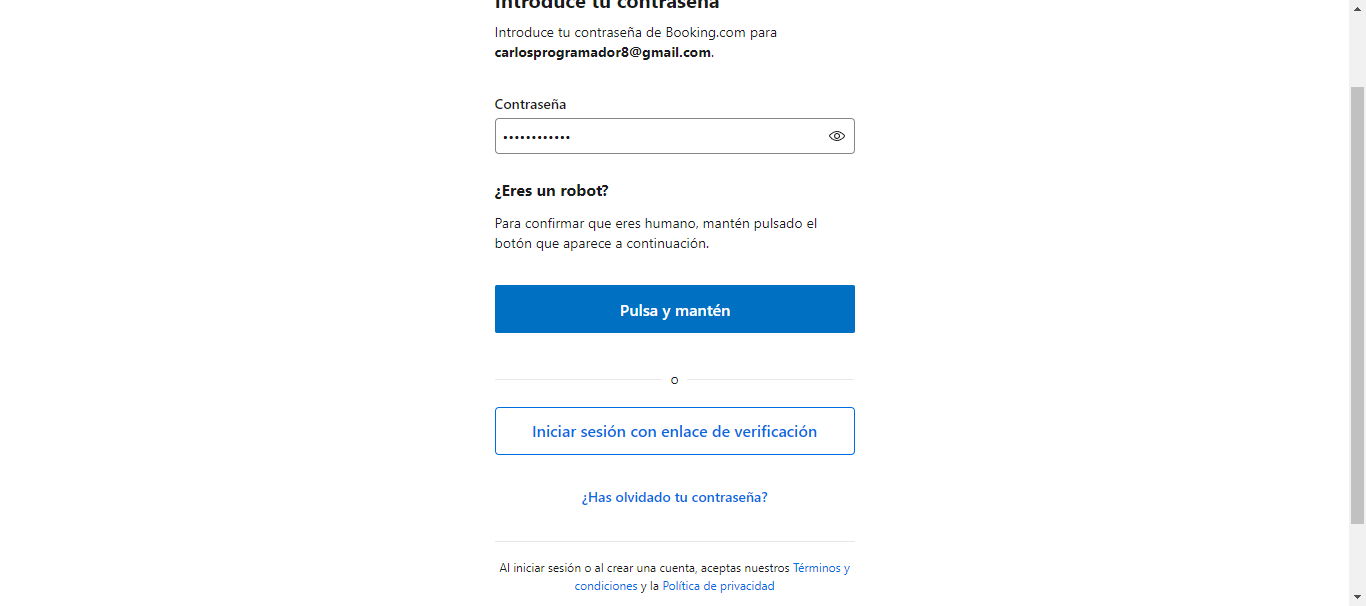 Introduce tu contraseña
Introduce tu contraseña de Booking.com para
carlosprogramador8@gmail.com.
Contraseña
••••••••••••
¿Eres un robot?
Para confirmar que eres humano, mantén pulsado el
botón que aparece a continuación.
Pulsa y mantén
o
Iniciar sesión con enlace de verificación
¿Has olvidado tu contraseña?
Al iniciar sesión o al crear una cuenta, aceptas nuestros Términos y
condiciones y la Política de privacidad